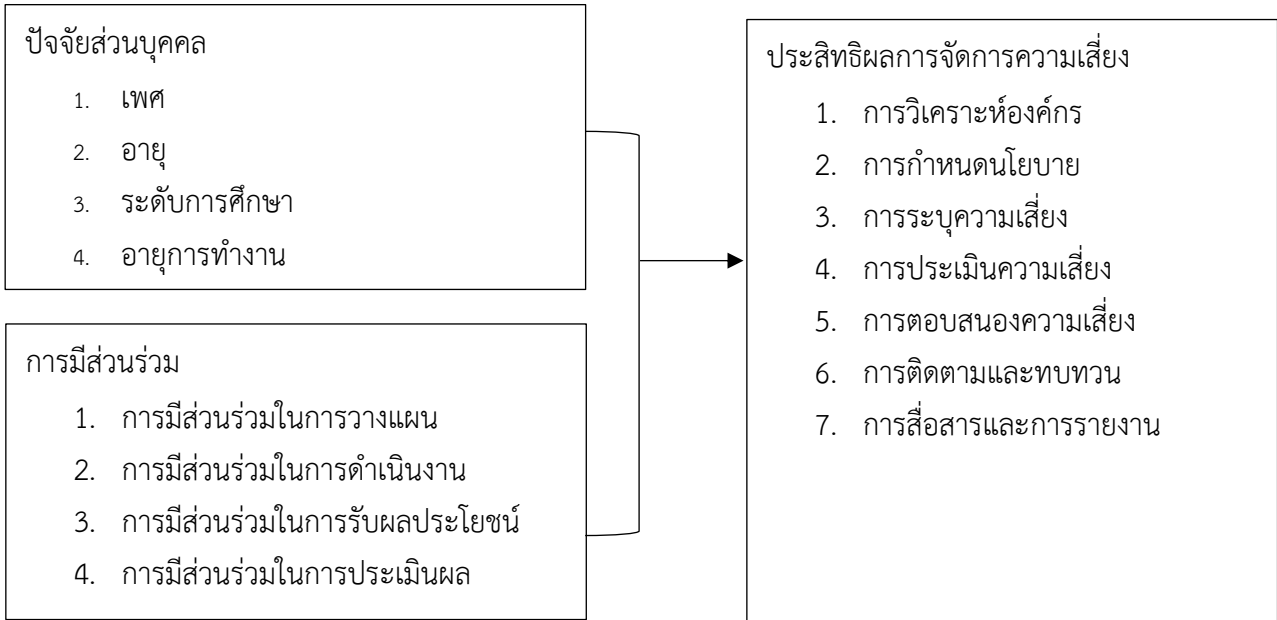 ปัจจัยส่วนบุคคล
1. เพศ
2. อายุ
3. ระดับการศึกษา
4. อายุการทำงาน
การมีส่วนร่วม
1. การมีส่วนร่วมในการวางแผน
2. การมีส่วนร่วมในการดำเนินงาน
3. การมีส่วนร่วมในการรับผลประโยชน์
4. การมีส่วนร่วมในการประเมินผล
ประสิทธิผลการจัดการความเสี่ยง
1. การวิเคราะห์องค์กร
2. การกำหนดนโยบาย
3. การระบุความเสี่ยง
4. การประเมินความเสี่ยง
5. การตอบสนองความเสี่ยง
6. การติดตามและทบทวน
7. การสื่อสารและการรายงาน